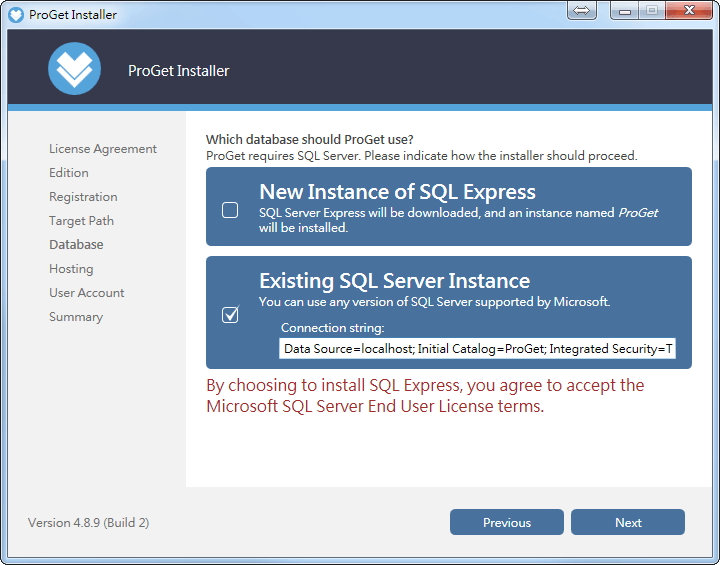 ProGet Installer
ProGet Installer
License Agreement
Edition
Registration
Target Path
Database
Hosting
User Account
Summary
Which database should ProGet use?
ProGet requires SQL Server. Please indicate how the installer should proceed.
New Instance of SQL Express
SQL Server Express will be downloaded, and an instance named ProGet
will be installed.
Existing SQL Server Instance
You can use any version of SQL Server supported by Microsoft.
Connection string:
Data Source=localhost; Initial Catalog=ProGet; Integrated Security=T
By choosing to install SQL Express, you agree to accept the
Microsoft SQL Server End User License terms.
Version 4.8.9 (Build 2)
Previous
Next